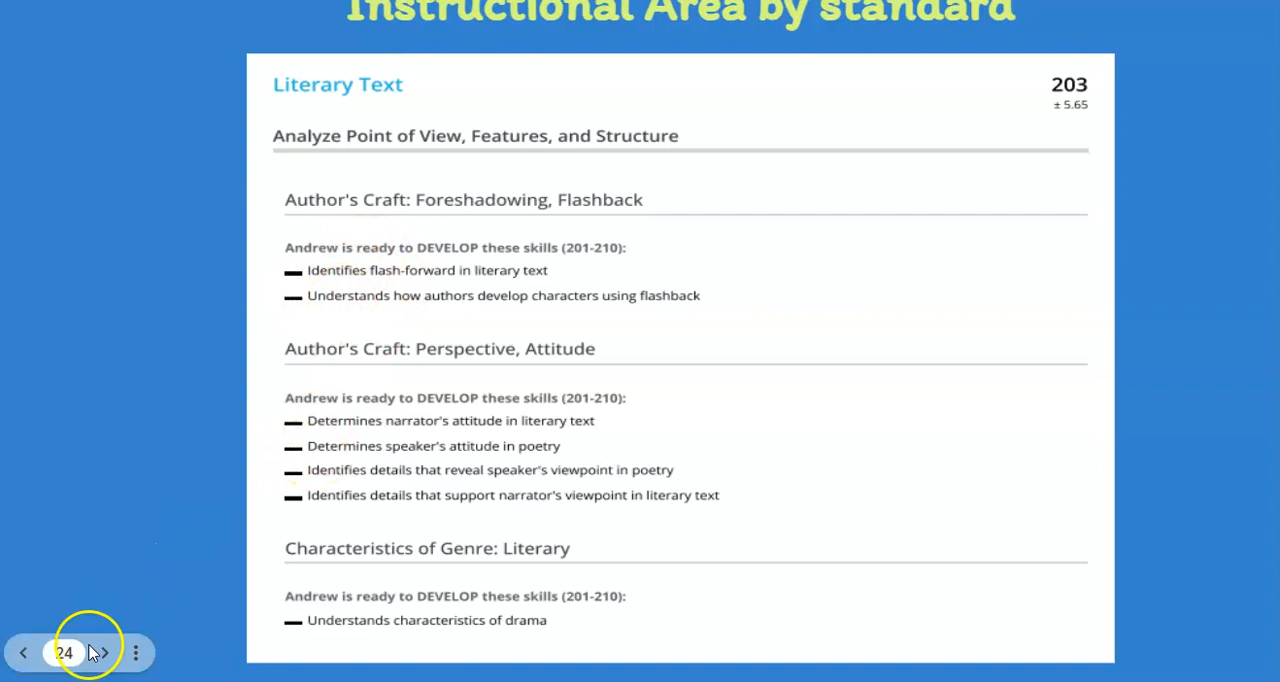 Instructional Area by standard
Literary Text
203
± 5.65
Analyze Point of View, Features, and Structure
Author's Craft: Foreshadowing, Flashback
Andrew is ready to DEVELOP these skills (201-210):
Identifies flash-forward in literary text
Understands how authors develop characters using flashback
Author's Craft: Perspective, Attitude
Andrew is ready to DEVELOP these skills (201-210):
Determines narrator's attitude in literary text
Determines speaker's attitude in poetry
Identifies details that reveal speaker's viewpoint in poetry
Identifies details that support narrator's viewpoint in literary text
Characteristics of Genre: Literary
Andrew is ready to DEVELOP these skills (201-210):
Understands characteristics of drama
24